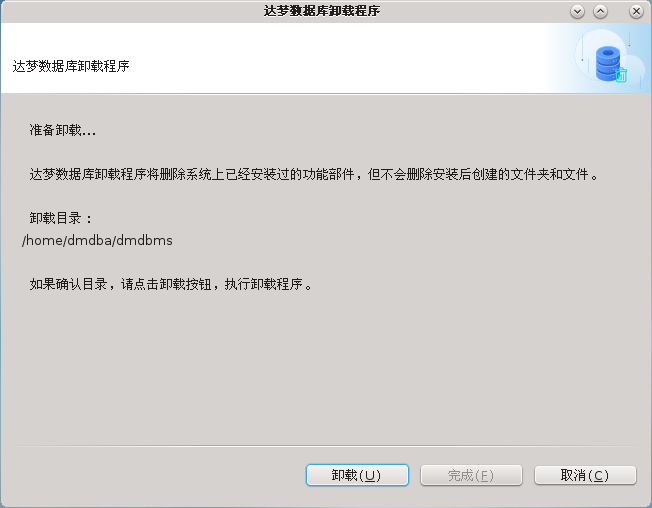 达梦数据库卸载程序
达梦数据库卸载程序
准备卸载...
达梦数据库卸载程序将删除系统上已经安装过的功能部件，但不会删除安装后创建的文件夹和文件。
卸载目录：
/home/dmdba/dmdbms
如果确认目录，请点击卸载按钮，执行卸载程序。
卸载(U) 完成(F) 取消(C)